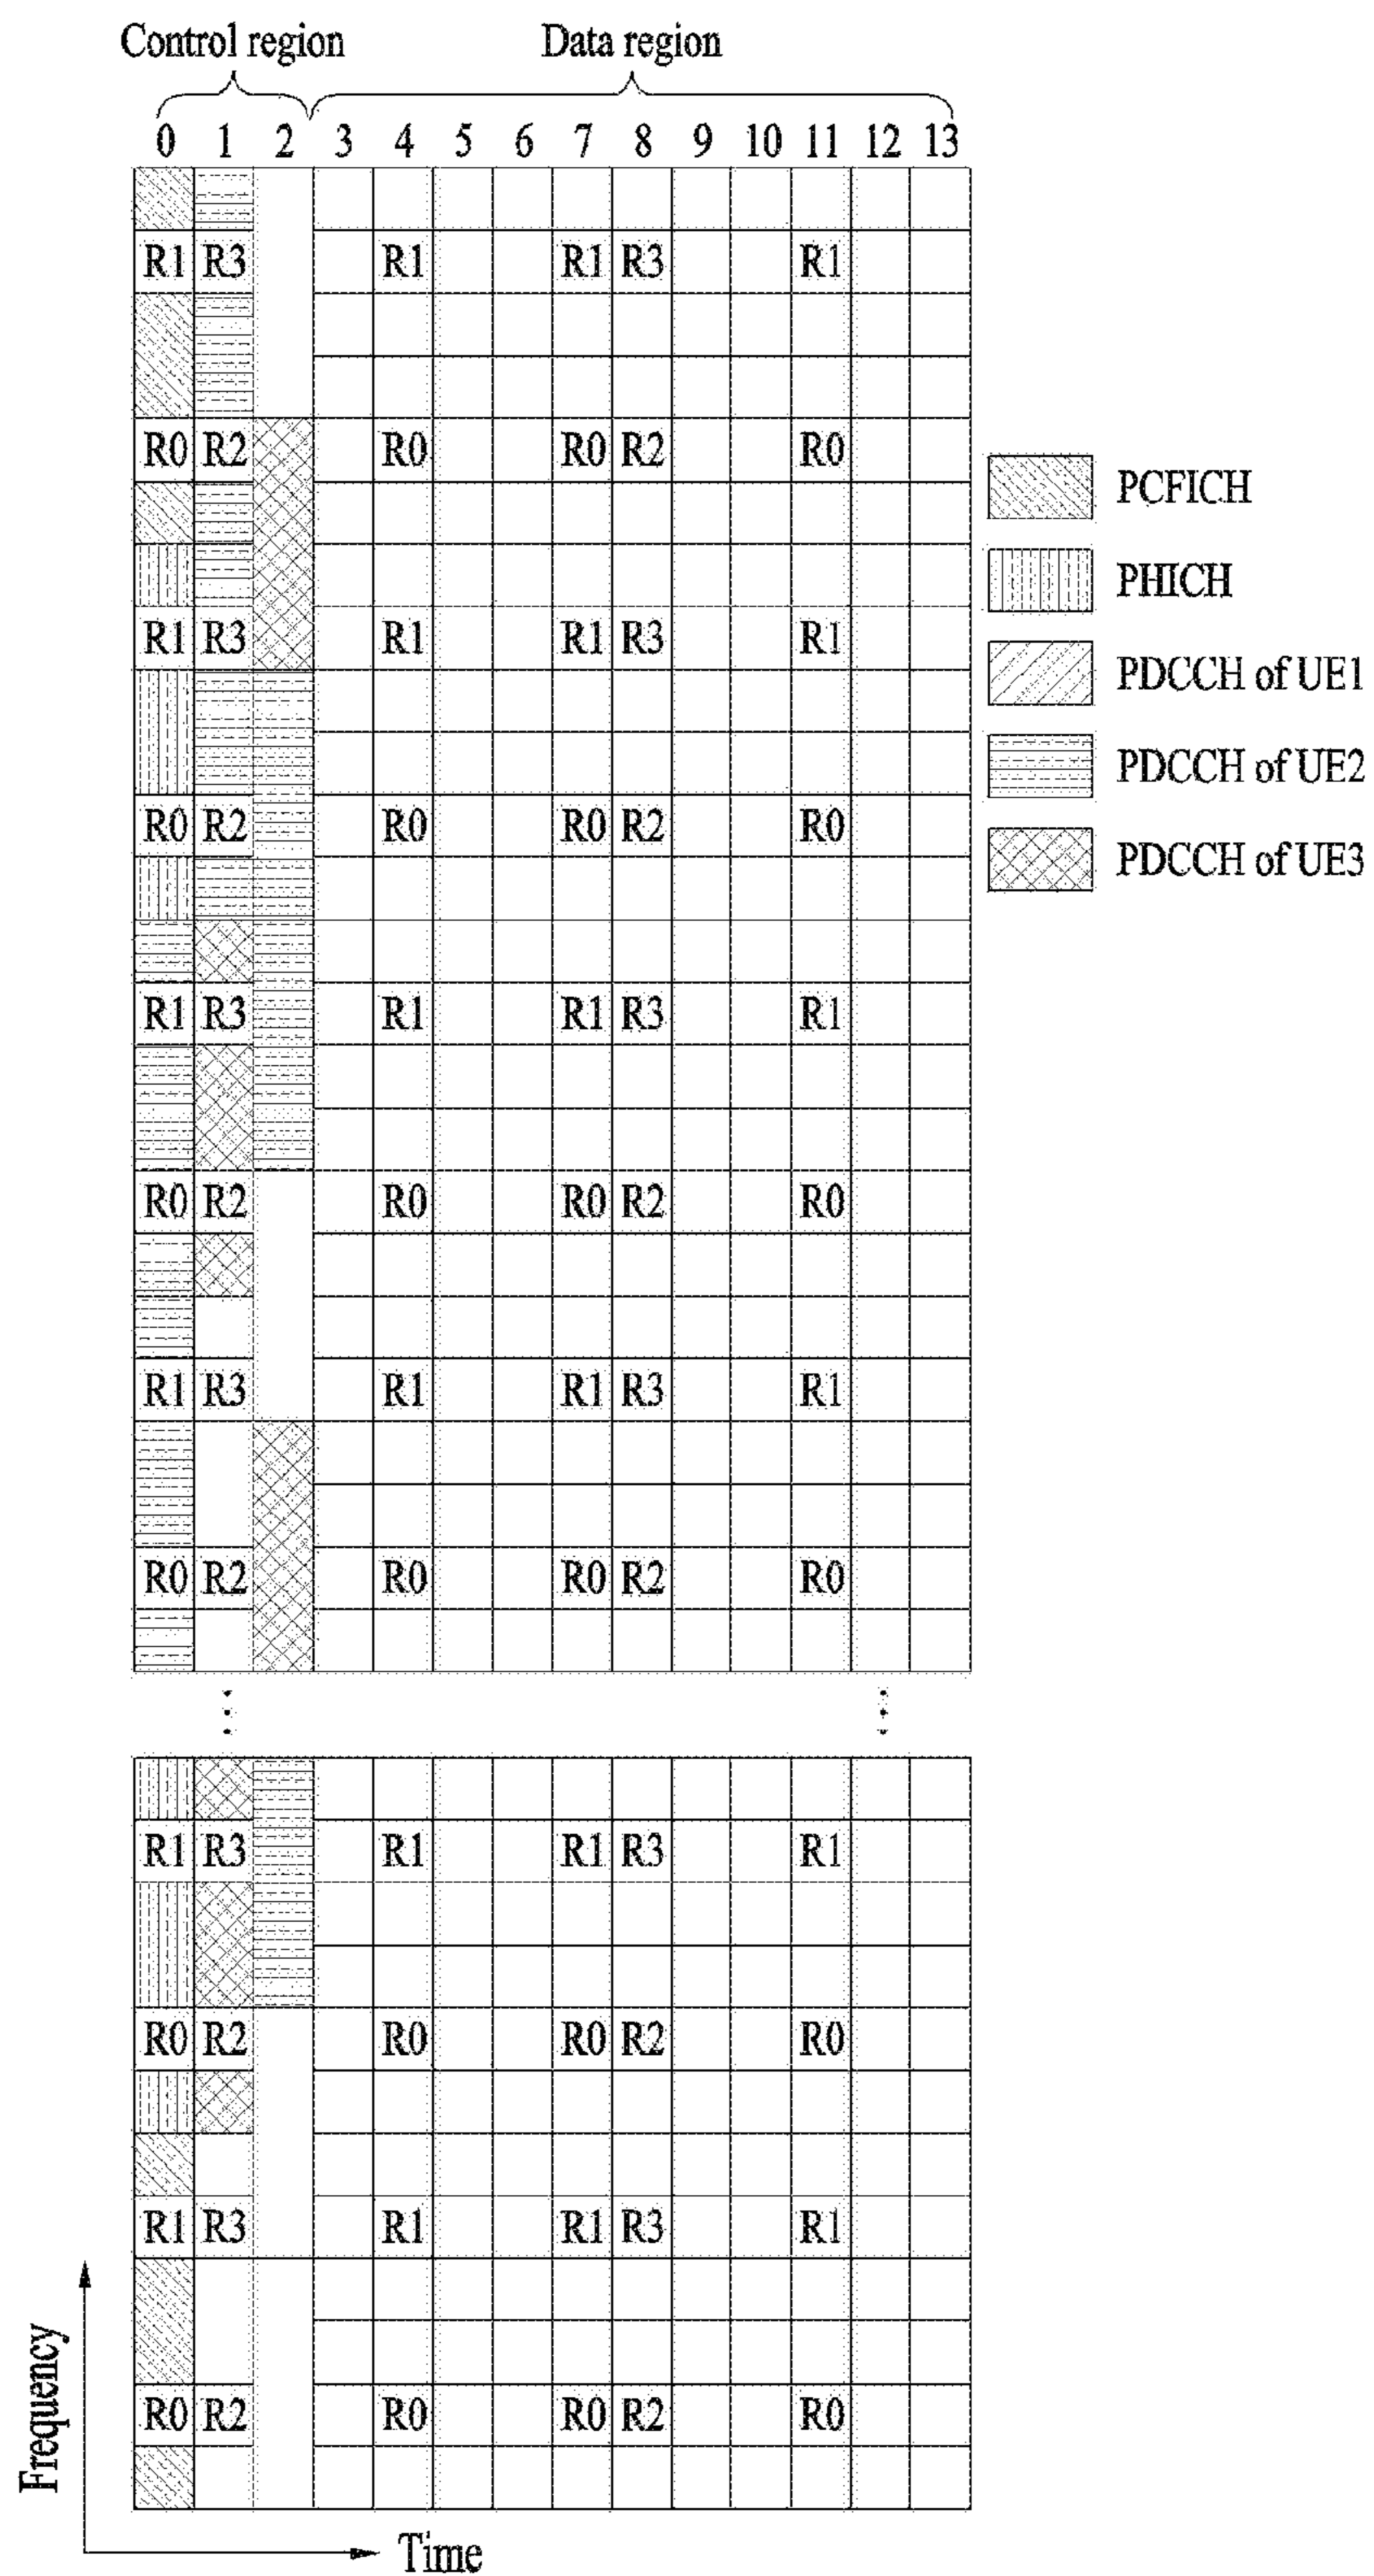 Control region Data region
0 1 2 3 4 5 6 7 8 9 10 11 12 13
R1 R3 R1 R1 R3 R1
R0 R2 R0 R0 R2 R0
PCFICH
PHICH
R1 R3 R1 R1 R3 R1
PDCCH of UE1
PDCCH of UE2
R0 R2 R0 R0 R2 R0
PDCCH of UE3
R1 R3 R1 R1 R3 R1
R0 R2 R0 R0 R2 R0
R1 R3 R1 R1 R3 R1
R0 R2 R0 R0 R2 R0
R1 R3 R1 R1 R3 R1
R0 R2 R0 R0 R2 R0
R1 R3 R1 R1 R3 R1
R0 R2 R0 R0 R2 R0
Frequency
Time